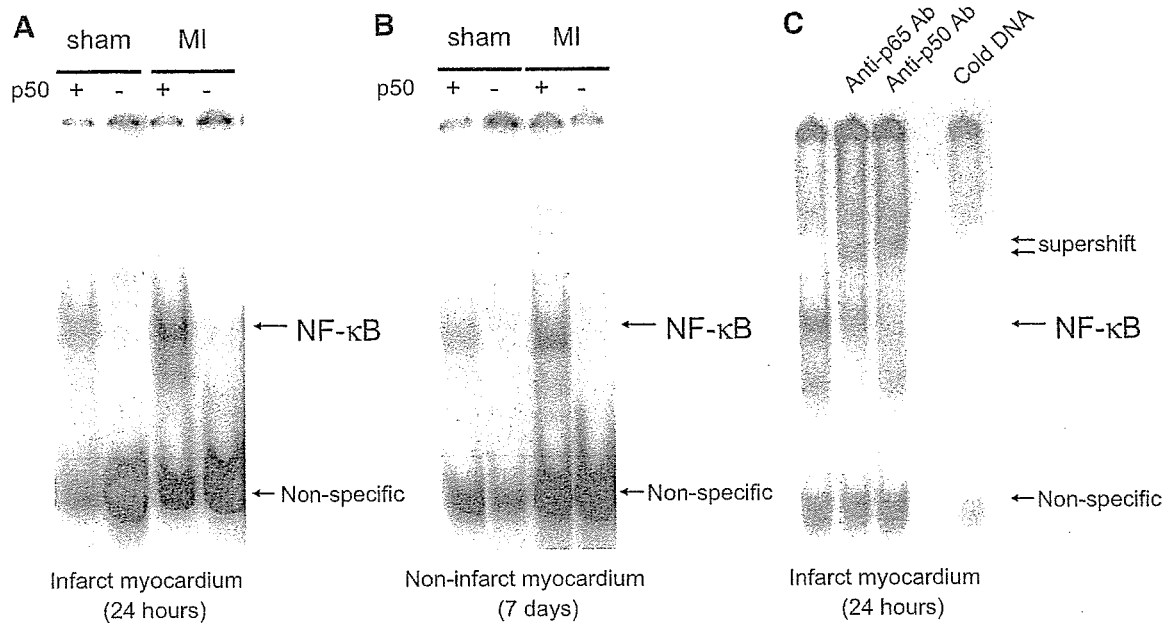 A
sham MI
p50 + - + -
NF-κB
Non-specific
Infarct myocardium
(24 hours)
B
sham MI
p50 + - + -
NF-κB
Non-specific
Non-infarct myocardium
(7 days)
C
Anti-p65 Ab
Anti-p50 Ab
Cold DNA
supershift
NF-κB
Non-specific
Infarct myocardium
(24 hours)